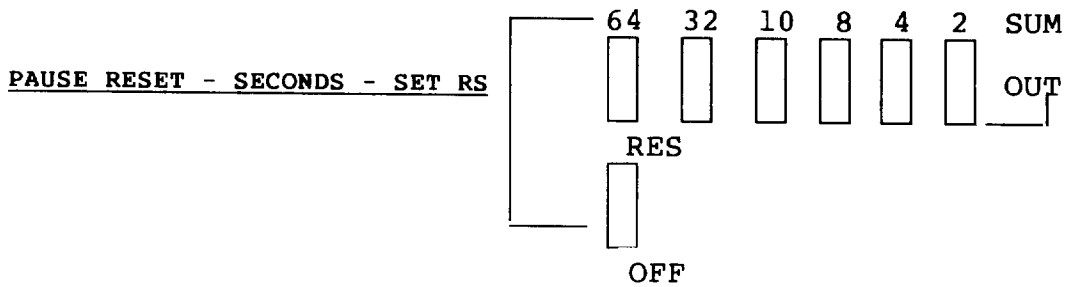 64 32 10 8 4 2 SUM
PAUSE RESET - SECONDS - SET RS
OUT
RES
OFF